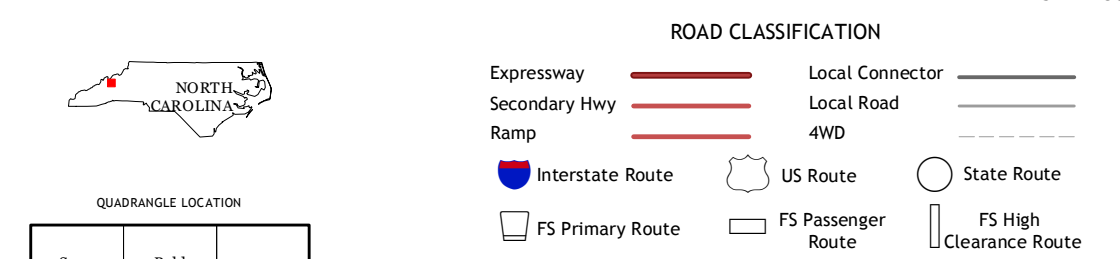 ROAD CLASSIFICATION
Expressway
Local Connector
Secondary Hwy
Local Road
Ramp
4WD
Interstate Route
US Route
State Route
FS Primary Route
FS Passenger
Route
FS High
Clearance Route
NORTH
CAROLINA
QUADRANGLE LOCATION